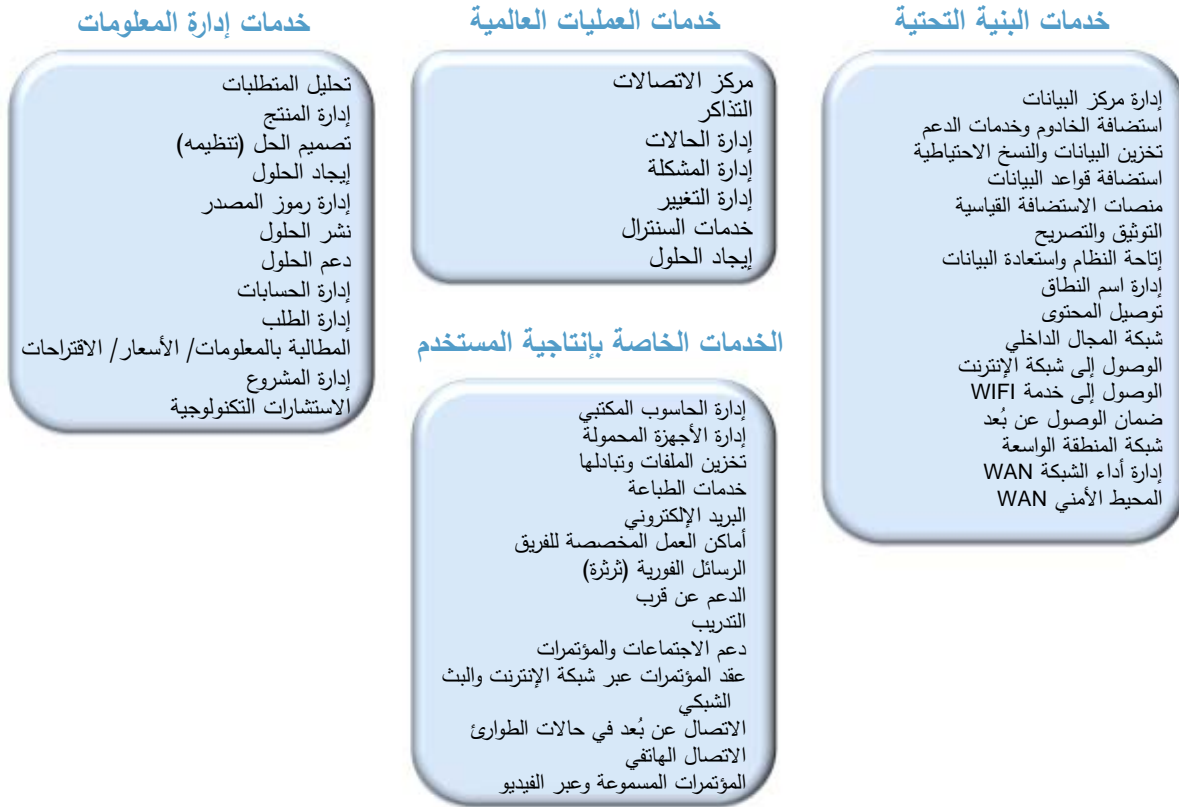 خدمات البنية التحتية
إدارة مركز البيانات
استضافة الخادوم وخدمات الدعم
تخزين البيانات والنسخ الاحتياطية
استضافة قواعد البيانات
منصات الاستضافة القياسية
التوثيق والتصريح
إتاحة النظام واستعادة البيانات
إدارة اسم النطاق
توصيل المحتوى
شبكة المجال الداخلي
الوصول إلى شبكة الإنترنت
الوصول إلى خدمة WIFI
ضمان الوصول عن بُعد
شبكة المنطقة الواسعة
إدارة أداء الشبكة WAN
المحيط الأمني WAN
خدمات العمليات العالمية
مركز الاتصالات
التذاكر
إدارة الحالات
إدارة المشكلة
إدارة التغيير
خدمات السنترال
إيجاد الحلول
الخدمات الخاصة بإنتاجية المستخدم
إدارة الحاسوب المكتبي
إدارة الأجهزة المحمولة
تخزين الملفات وتبادلها
خدمات الطباعة
البريد الإلكتروني
أماكن العمل المخصصة للفريق
الرسائل الفورية (ثرثرة)
الدعم عن قرب
التدريب
دعم الاجتماعات والمؤتمرات
عقد المؤتمرات عبر شبكة الإنترنت والبث
الشبكي
الاتصال عن بُعد في حالات الطوارئ
الاتصال الهاتفي
المؤتمرات المسموعة وعبر الفيديو
خدمات إدارة المعلومات
تحليل المتطلبات
إدارة المنتج
تصميم الحل (تنظيمه)
إيجاد الحلول
إدارة رموز المصدر
نشر الحلول
دعم الحلول
إدارة الحسابات
إدارة الطلب
المطالبة بالمعلومات/ الأسعار/ الاقتراحات
إدارة المشروع
الاستشارات التكنولوجية